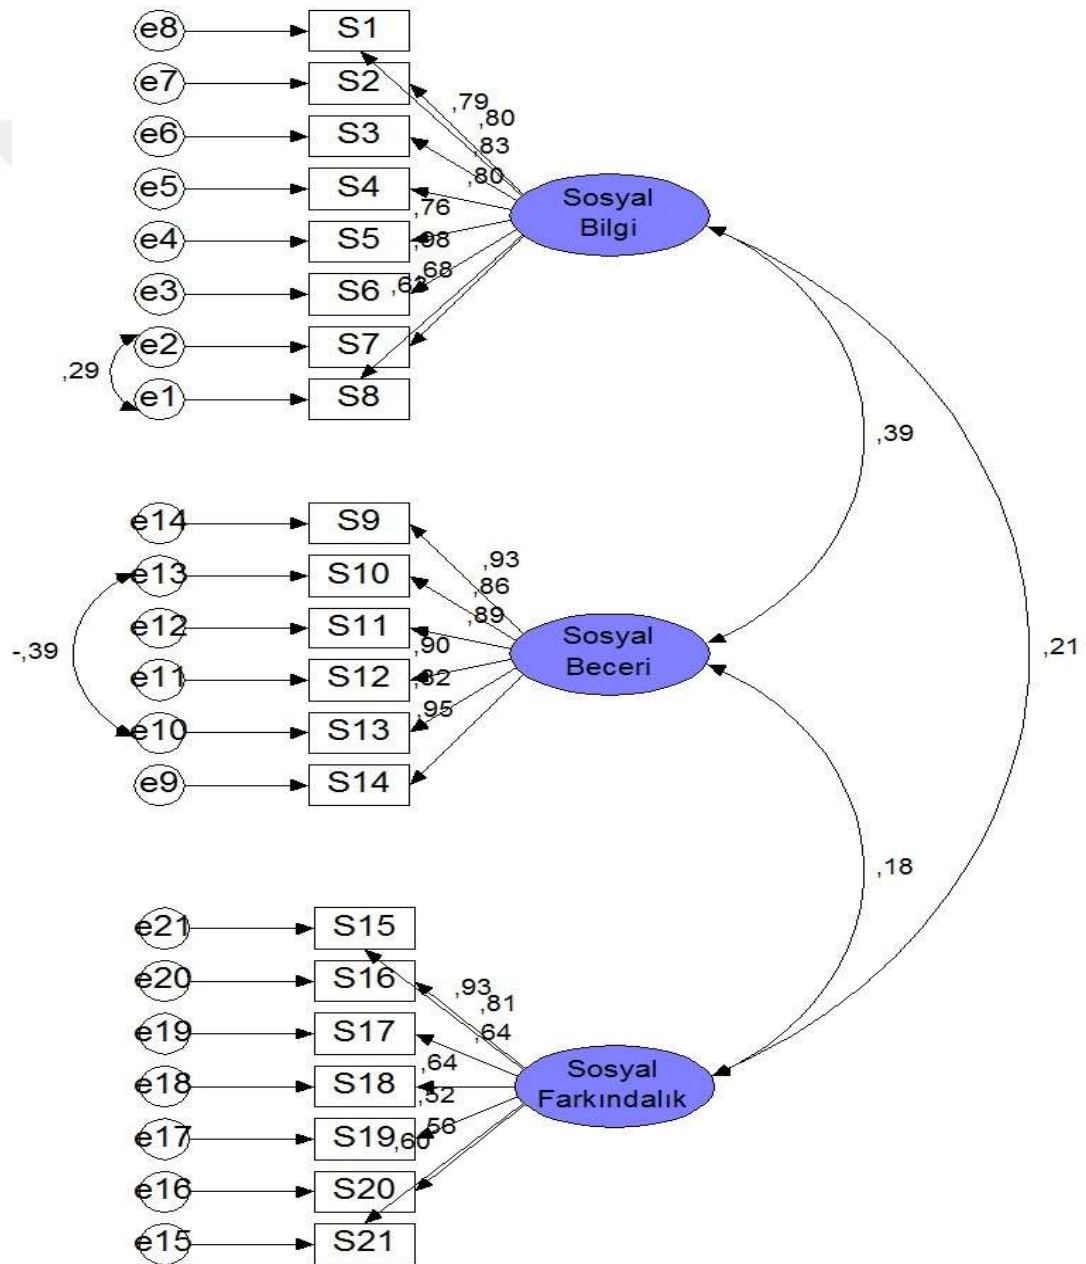 e8 S1
e7 S2
,79
,80
e6 S3
,83
e5 S4
,80
Sosyal
Bilgi
,76
e4 S5
e3 S6
,68
e2 S7
,29
e1 S8
,39
e14 S9
,93
e13 S10
,86
e12 S11
,89
-,39
Sosyal
Beceri
,21
,90
e11 S12
,82
e10 S13
,95
e9 S14
,18
e21 S15
e20 S16
,93
,81
e19 S17
,64
,64
Sosyal
Farkındalık
e18 S18
e17 S19
,56
,60
e16 S20
e15 S21